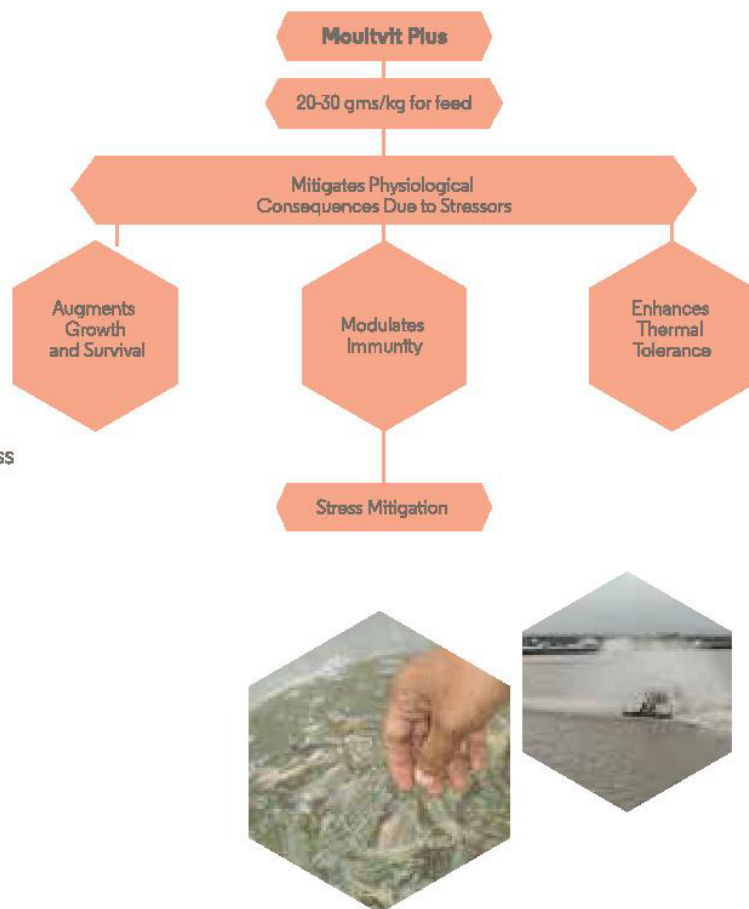 Moultvit Plus
20-30 gms/kg for feed
Mitigates Physiological
Consequences Due to Stressors
Augments
Growth
and Survival
Modulates
Immunity
Enhances
Thermal
Tolerance
ss
Stress Mitigation